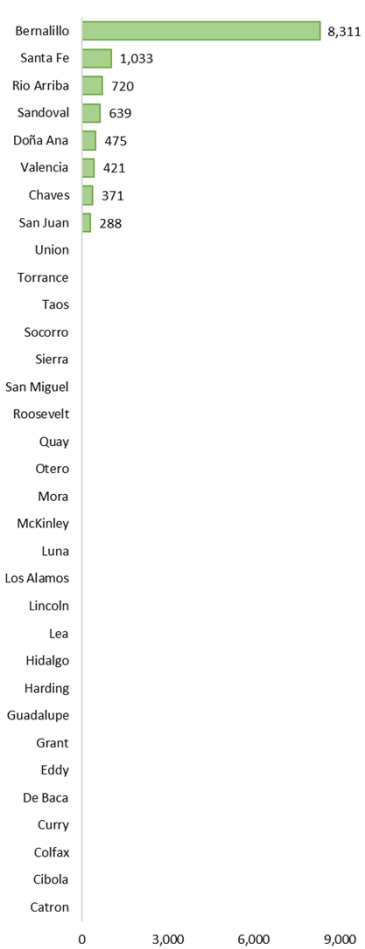 Bernalillo 8,311
Santa Fe 1,033
Rio Arriba 720
Sandoval 639
Doña Ana 475
Valencia 421
Chaves 371
San Juan 288
Union
Torrance
Taos
Socorro
Sierra
San Miguel
Roosevelt
Quay
Otero
Mora
McKinley
Luna
Los Alamos
Lincoln
Lea
Hidalgo
Harding
Guadalupe
Grant
Eddy
De Baca
Curry
Colfax
Cibola
Catron
0 3,000 6,000 9,000